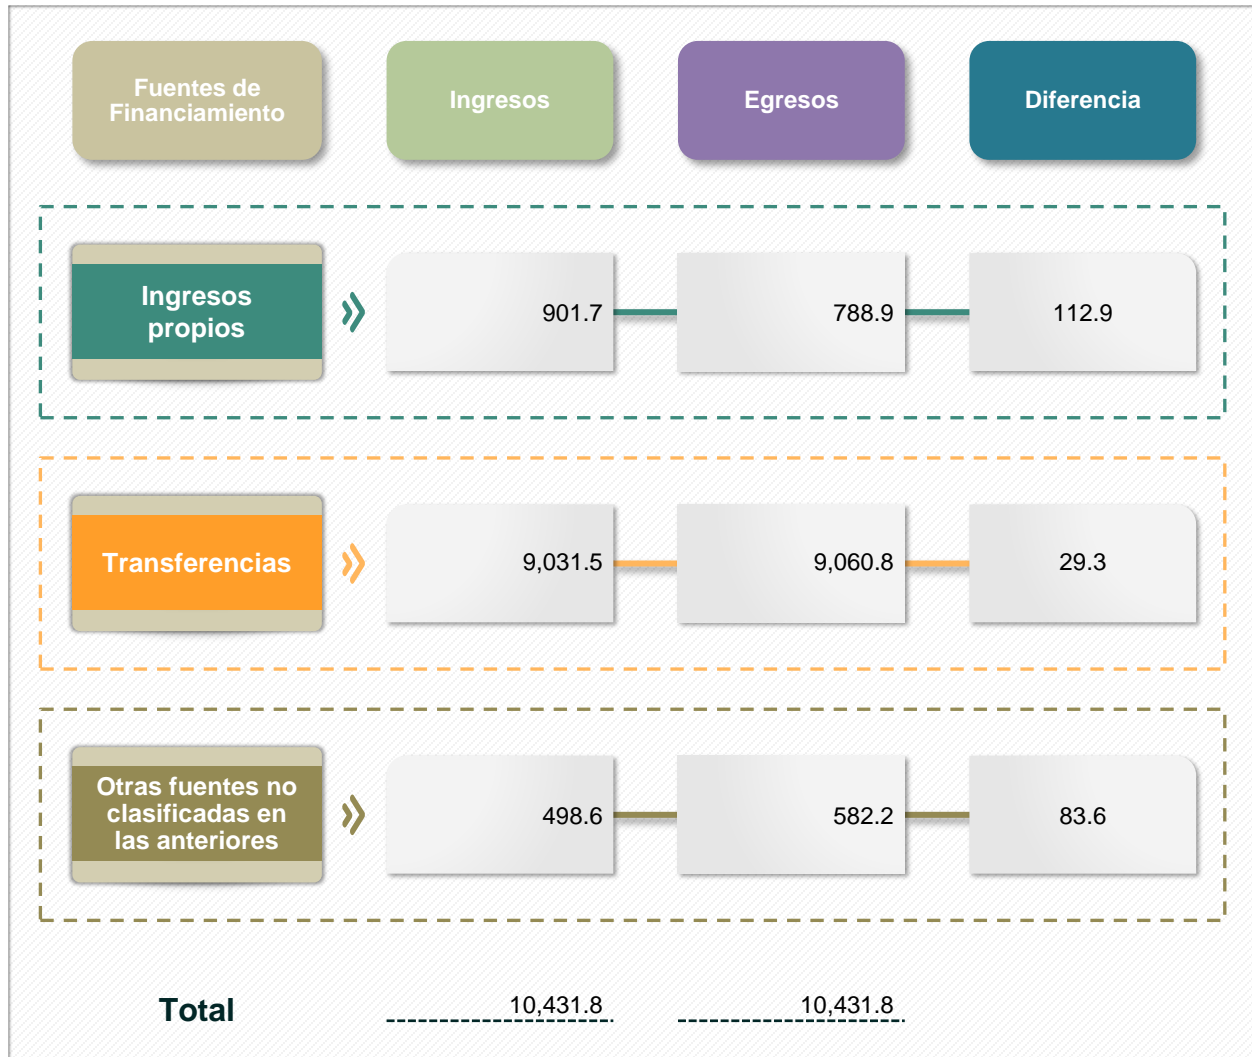 Fuentes de
Financiamiento
Ingresos
Egresos
Diferencia
Ingresos
propios
901.7
788.9
112.9
Transferencias
9,031.5
9,060.8
29.3
Otras fuentes no
clasificadas en
las anteriores
498.6
582.2
83.6
Total
10,431.8
10,431.8